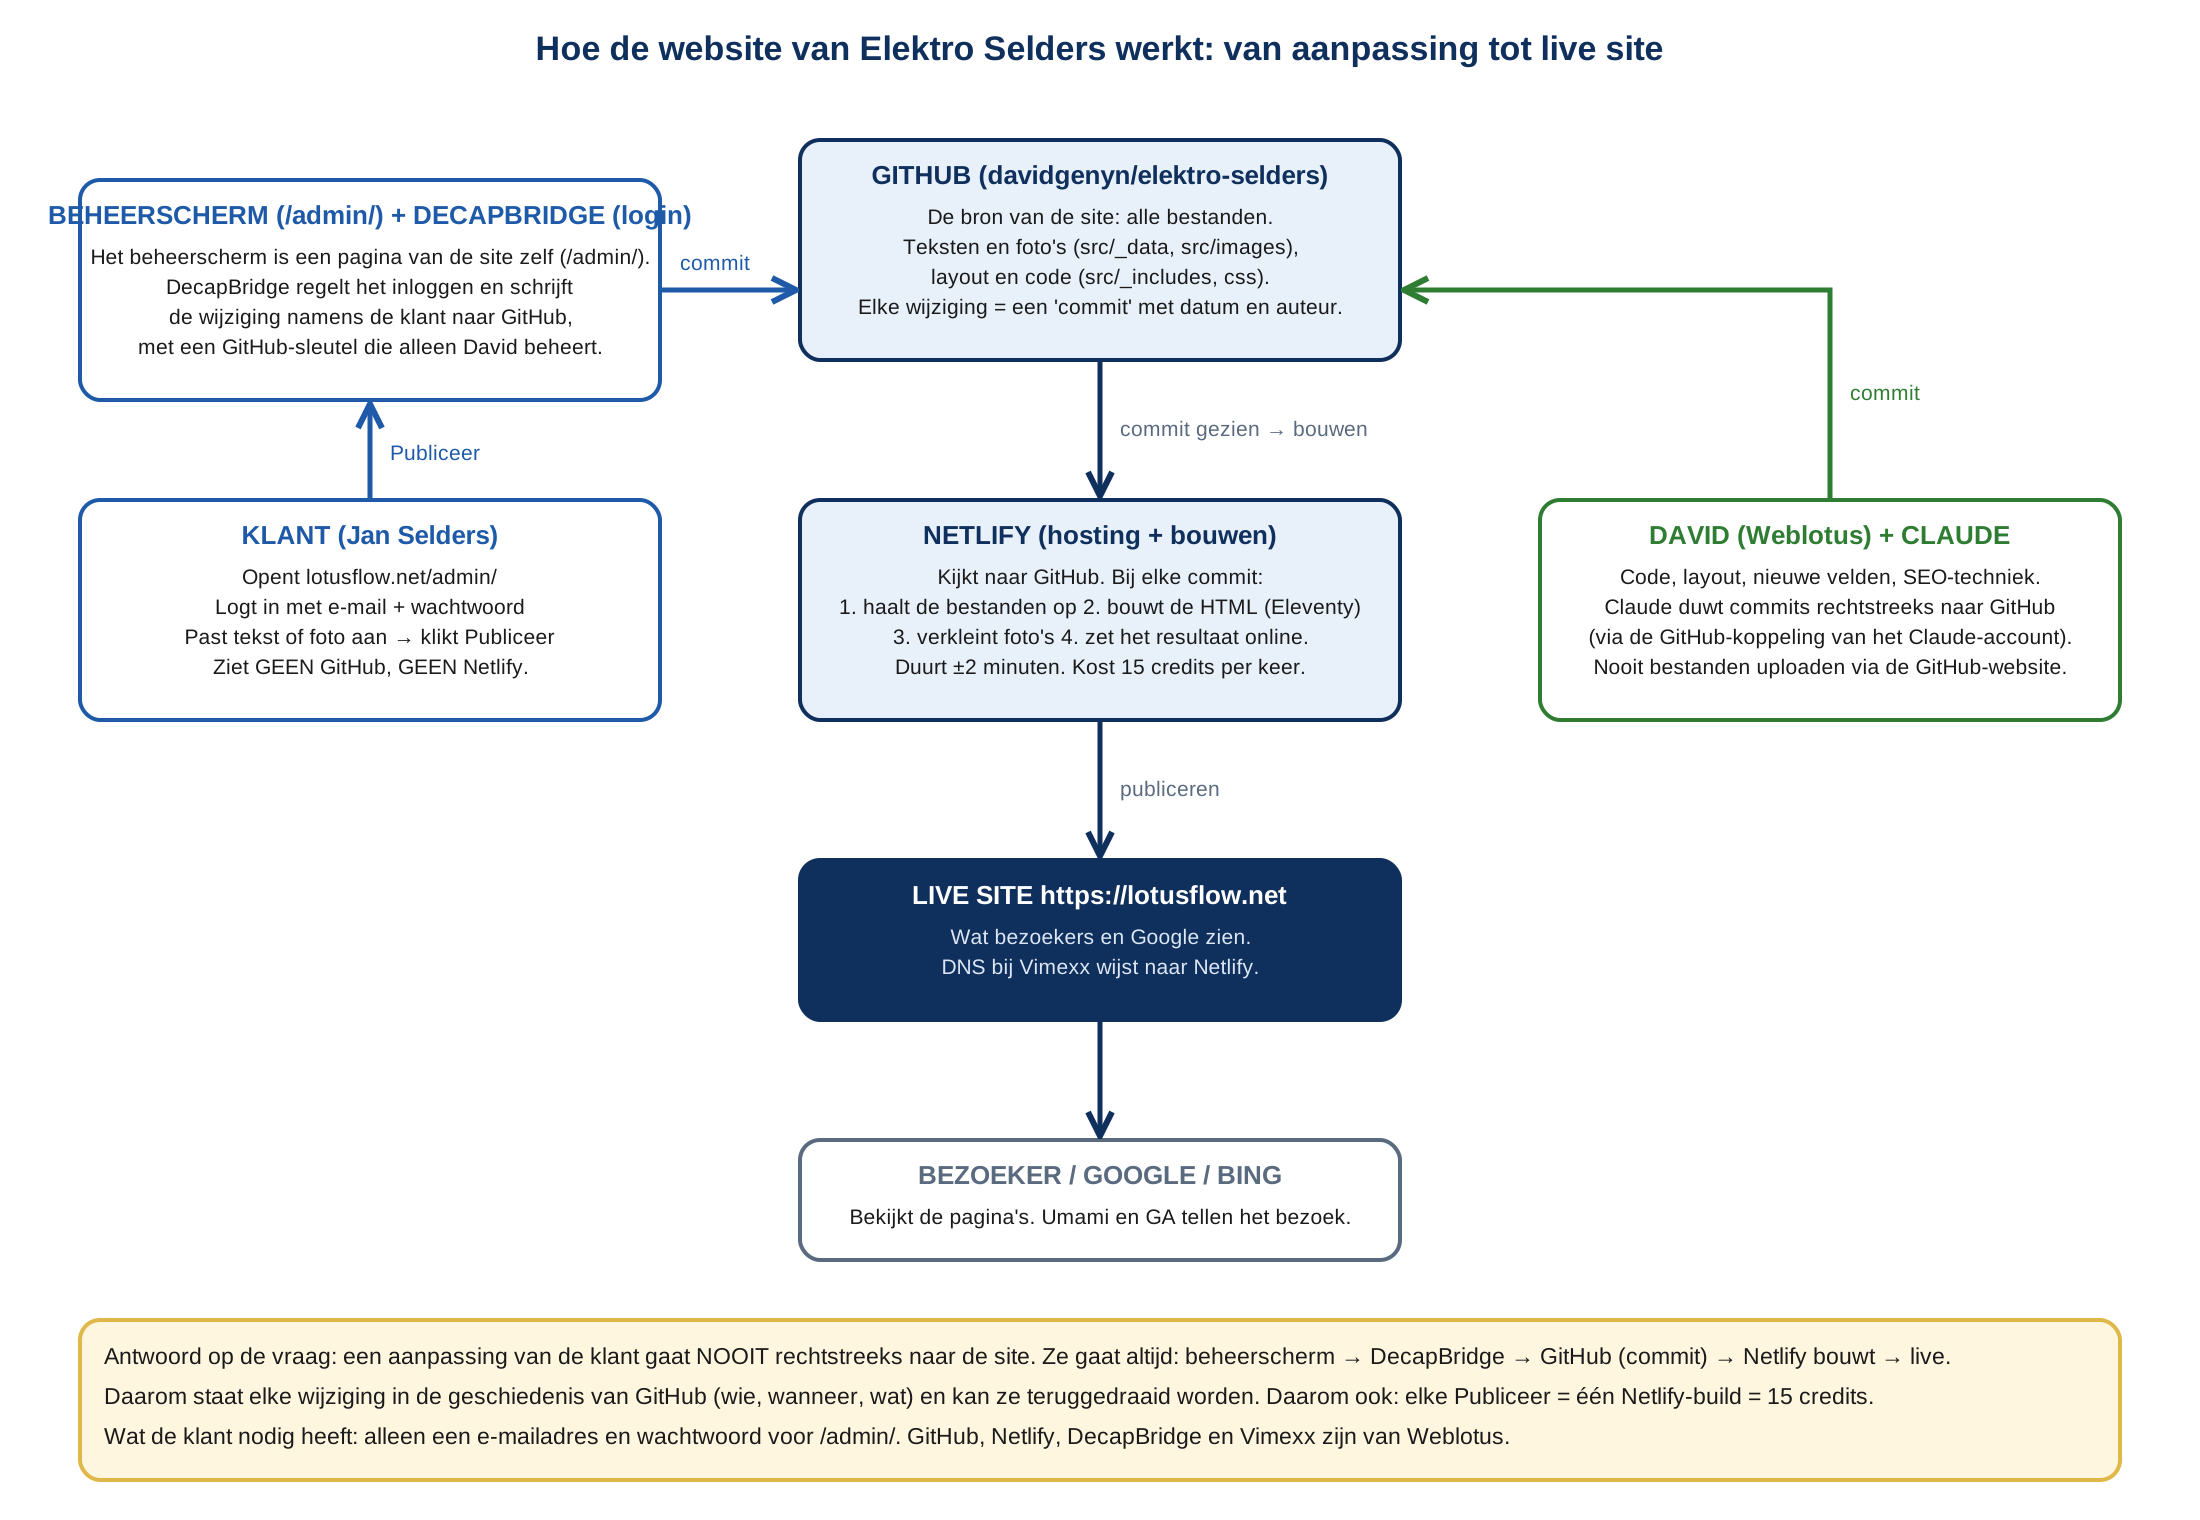 Hoe de website van Elektro Selders werkt: van aanpassing tot live site
BEHEERSCHERM (/admin/) + DECAPBRIDGE (login)
Het beheerscherm is een pagina van de site zelf (/admin/).
DecapBridge regelt het inloggen en schrijft
de wijziging namens de klant naar GitHub,
met een GitHub-sleutel die alleen David beheert.
commit
GITHUB (davidgenyn/elektro-selders)
De bron van de site: alle bestanden.
Teksten en foto's (src/_data, src/images),
layout en code (src/_includes, css).
Elke wijziging = een 'commit' met datum en auteur.
commit
commit gezien → bouwen
Publiceer
KLANT (Jan Selders)
Opent lotusflow.net/admin/
Logt in met e-mail + wachtwoord
Past tekst of foto aan → klikt Publiceer
Ziet GEEN GitHub, GEEN Netlify.
NETLIFY (hosting + bouwen)
Kijkt naar GitHub. Bij elke commit:
1. haalt de bestanden op 2. bouwt de HTML (Eleventy)
3. verkleint foto's 4. zet het resultaat online.
Duurt ±2 minuten. Kost 15 credits per keer.
DAVID (Weblotus) + CLAUDE
Code, layout, nieuwe velden, SEO-techniek.
Claude duwt commits rechtstreeks naar GitHub
(via de GitHub-koppeling van het Claude-account).
Nooit bestanden uploaden via de GitHub-website.
publiceren
LIVE SITE https://lotusflow.net
Wat bezoekers en Google zien.
DNS bij Vimexx wijst naar Netlify.
BEZOEKER / GOOGLE / BING
Bekijkt de pagina's. Umami en GA tellen het bezoek.
Antwoord op de vraag: een aanpassing van de klant gaat NOOIT rechtstreeks naar de site. Ze gaat altijd: beheerscherm → DecapBridge → GitHub (commit) → Netlify bouwt → live.
Daarom staat elke wijziging in de geschiedenis van GitHub (wie, wanneer, wat) en kan ze teruggedraaid worden. Daarom ook: elke Publiceer = één Netlify-build = 15 credits.
Wat de klant nodig heeft: alleen een e-mailadres en wachtwoord voor /admin/. GitHub, Netlify, DecapBridge en Vimexx zijn van Weblotus.